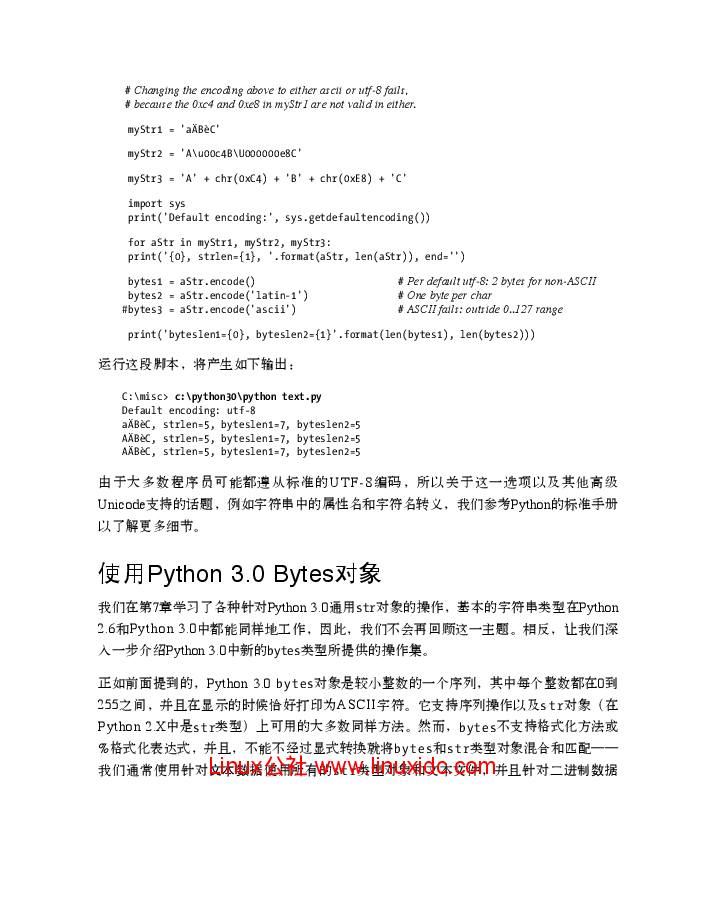 # Changing the encoding above to either ascii or utf-8 fails,
# because the 0xc4 and 0xe8 in myStr1 are not valid in either.
myStr1 = 'aÄBèC'
myStr2 = 'A\u00c4B\U000000e8C'
myStr3 = 'A' + chr(0xC4) + 'B' + chr(0xE8) + 'C'
import sys
print('Default encoding:', sys.getdefaultencoding())
for aStr in myStr1, myStr2, myStr3:
print('{0}, strlen={1}, '.format(aStr, len(aStr)), end='')
bytes1 = aStr.encode() # Per default utf-8: 2 bytes for non-ASCII
bytes2 = aStr.encode('latin-1') # One byte per char
#bytes3 = aStr.encode('ascii') # ASCII fails: outside 0..127 range
print('byteslen1={0}, byteslen2={1}'.format(len(bytes1), len(bytes2)))
运行这段脚本，将产生如下输出：
C:\misc> c:\python30\python text.py
Default encoding: utf-8
aÄBèC, strlen=5, byteslen1=7, byteslen2=5
AÄBèC, strlen=5, byteslen1=7, byteslen2=5
AÄBèC, strlen=5, byteslen1=7, byteslen2=5
由于大多数程序员可能都遵从标准的UTF-8编码，所以关于这一选项以及其他高级
Unicode支持的话题，例如字符串中的属性名和字符名转义，我们参考Python的标准手册
以了解更多细节。
使用Python 3.0 Bytes对象
我们在第7章学习了各种针对Python 3.0通用str对象的操作，基本的字符串类型在Python
2.6和Python 3.0中都能同样地工作，因此，我们不会再回顾这一主题。相反，让我们深
入一步介绍Python 3.0中新的bytes类型所提供的操作集。
正如前面提到的，Python 3.0 bytes对象是较小整数的一个序列，其中每个整数都在0到
255之间，并且在显示的时候恰好打印为ASCII字符。它支持序列操作以及str对象（在
Python 2.X中是str类型）上可用的大多数同样方法。然而，bytes不支持格式化方法或
%格式化表达式，并且，不能不经过显式转换就将bytes和str类型对象混合和匹配——
我们通常使用针对文本数据使用所有的str类型对象和文本文件，并且针对二进制数据
Linux公社 www.linuxidc.com